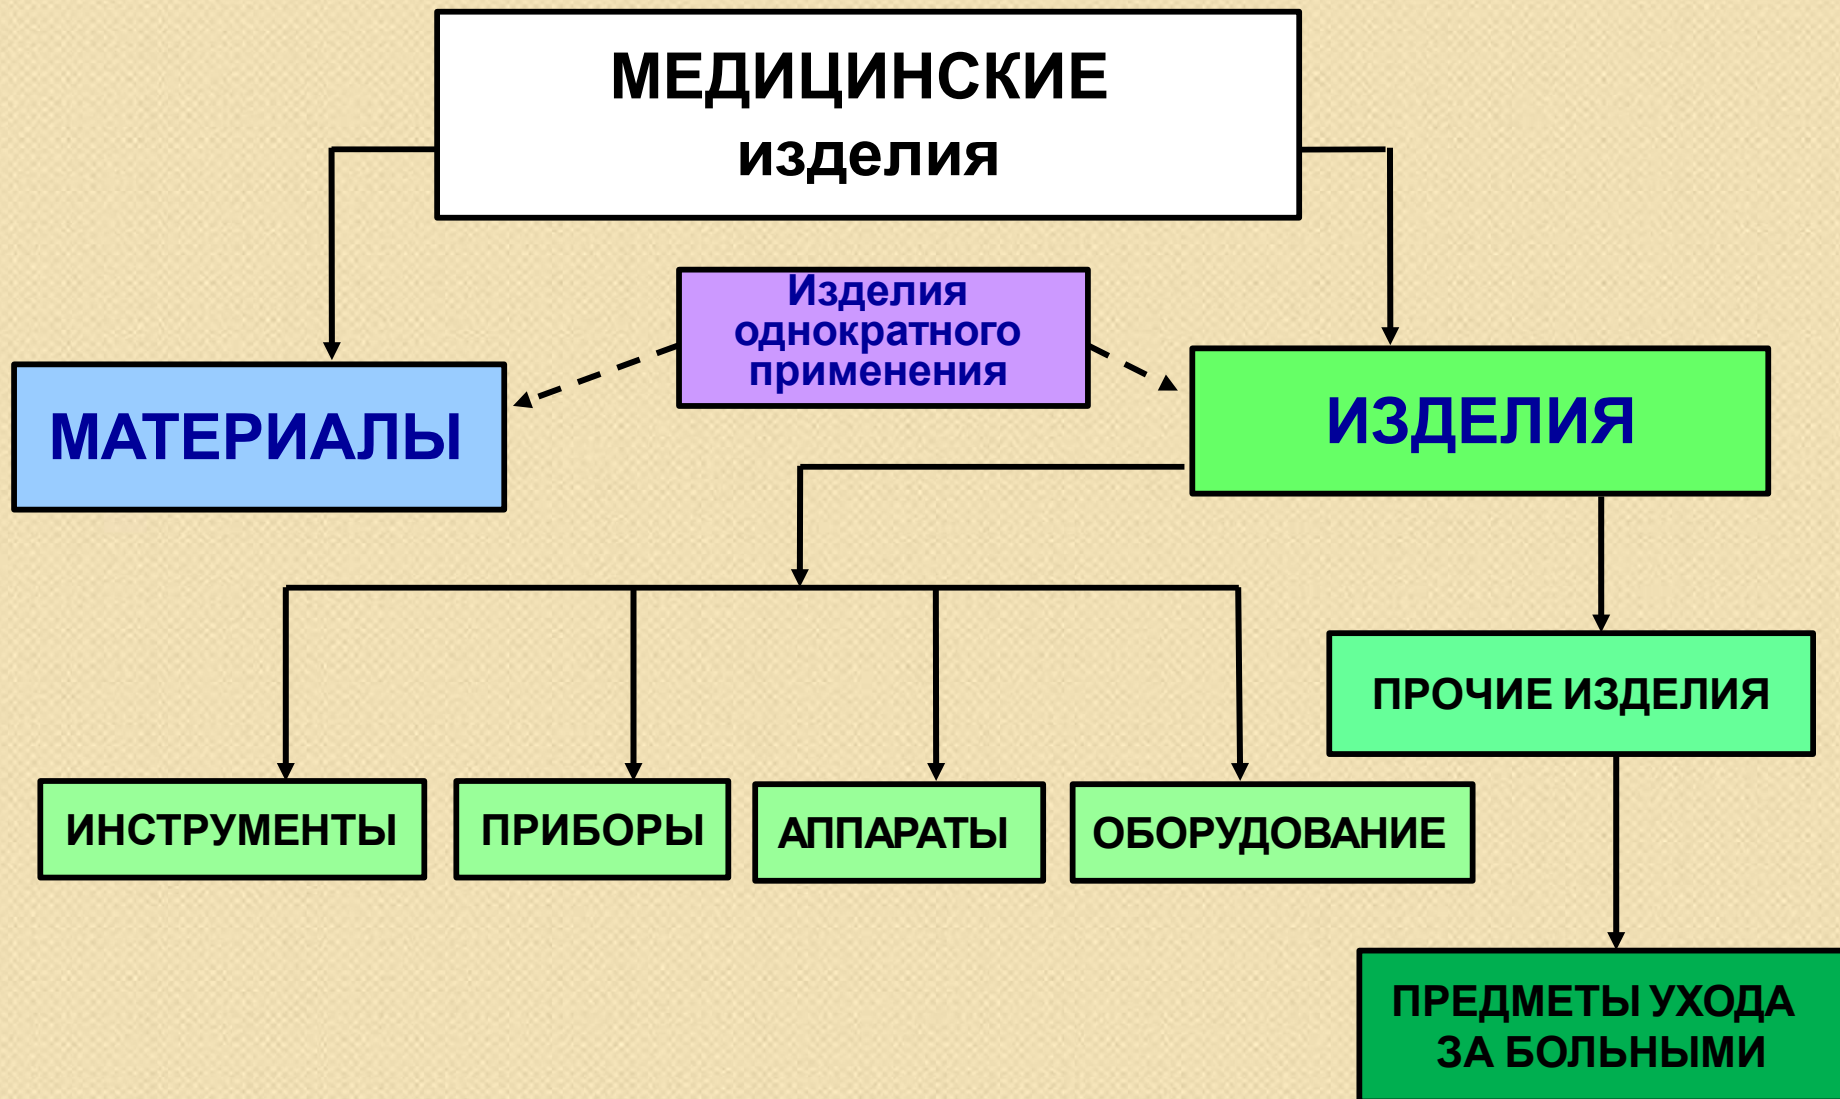 МЕДИЦИНСКИЕ
изделия
Изделия
однократного
применения
МАТЕРИАЛЫ
ИЗДЕЛИЯ
ПРОЧИЕ ИЗДЕЛИЯ
ИНСТРУМЕНТЫ
ПРИБОРЫ
АППАРАТЫ
ОБОРУДОВАНИЕ
ПРЕДМЕТЫ УХОДА
ЗА БОЛЬНЫМИ